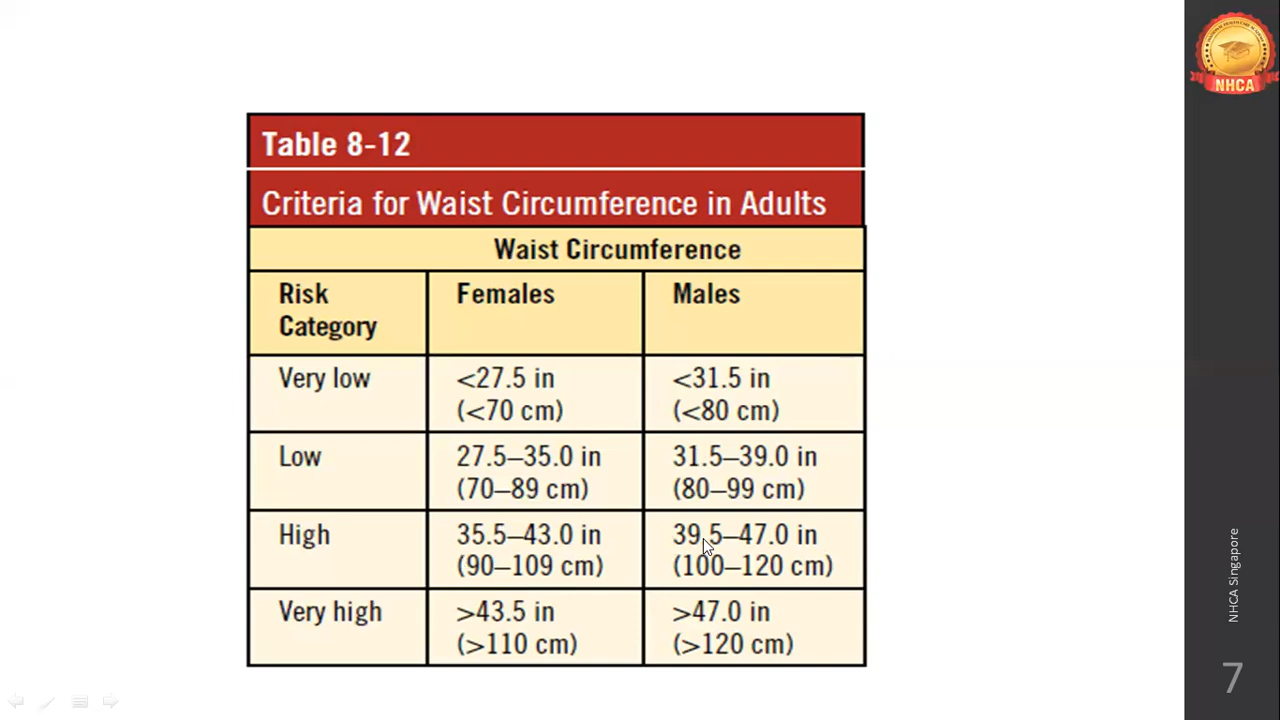 NHCA
Table 8-12
Criteria for Waist Circumference in Adults
Waist Circumference
Risk Category Females Males
Very low <27.5 in (<70 cm) <31.5 in (<80 cm)
Low 27.5–35.0 in (70–89 cm) 31.5–39.0 in (80–99 cm)
High 35.5–43.0 in (90–109 cm) 39.5–47.0 in (100–120 cm)
Very high >43.5 in (>110 cm) >47.0 in (>120 cm)
NHCA Singapore
7